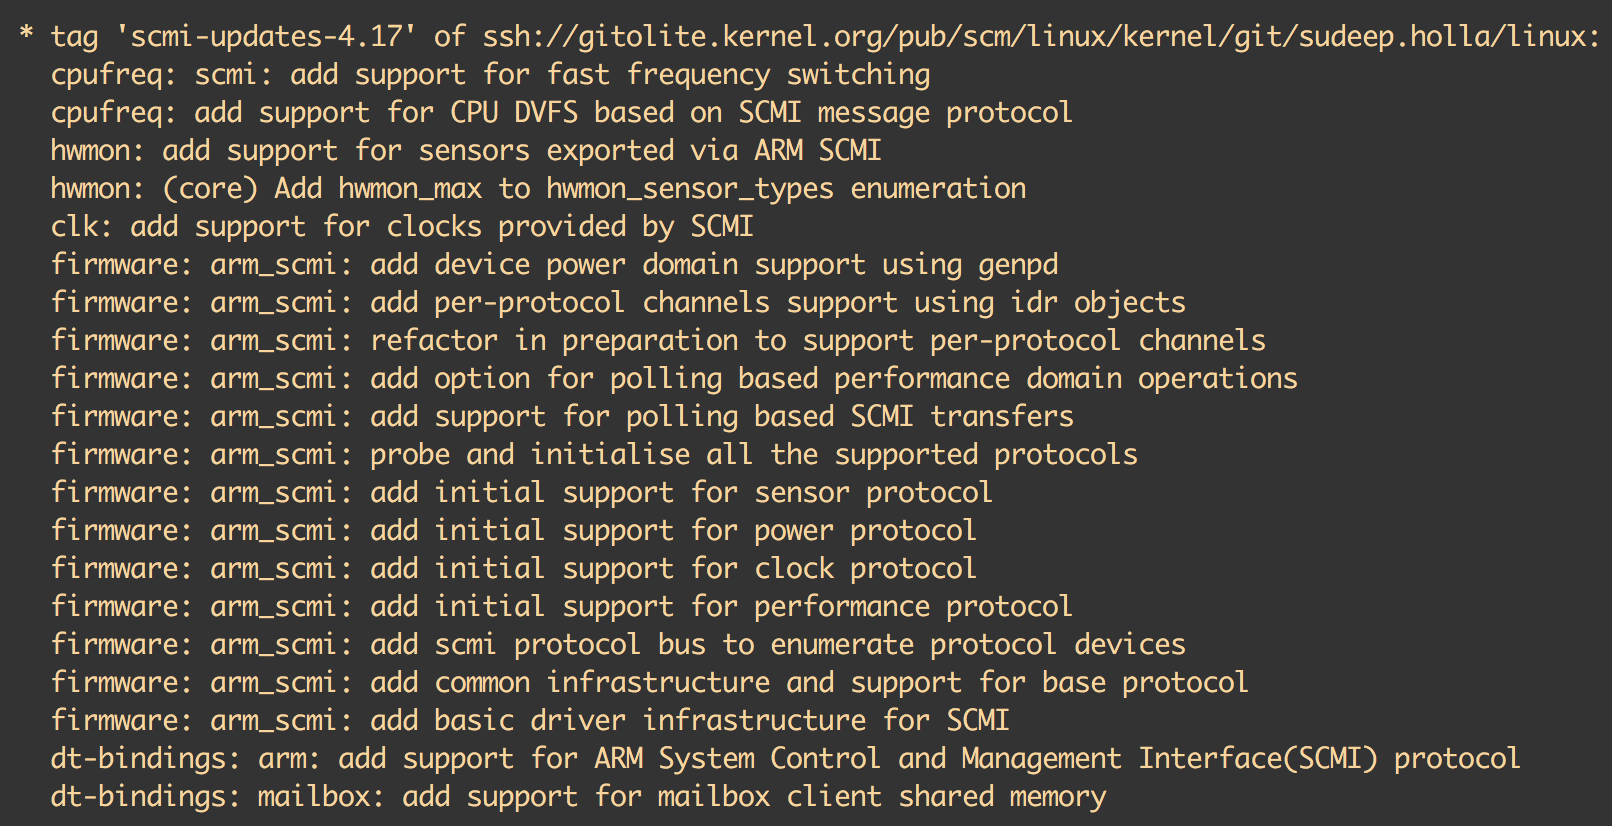 * tag 'scmi-updates-4.17' of ssh://gitolite.kernel.org/pub/scm/linux/kernel/git/sudeep.holla/linux:
cpufreq: scmi: add support for fast frequency switching
cpufreq: add support for CPU DVFS based on SCMI message protocol
hwmon: add support for sensors exported via ARM SCMI
hwmon: (core) Add hwmon_max to hwmon_sensor_types enumeration
clk: add support for clocks provided by SCMI
firmware: arm_scmi: add device power domain support using genpd
firmware: arm_scmi: add per-protocol channels support using idr objects
firmware: arm_scmi: refactor in preparation to support per-protocol channels
firmware: arm_scmi: add option for polling based performance domain operations
firmware: arm_scmi: add support for polling based SCMI transfers
firmware: arm_scmi: probe and initialise all the supported protocols
firmware: arm_scmi: add initial support for sensor protocol
firmware: arm_scmi: add initial support for power protocol
firmware: arm_scmi: add initial support for clock protocol
firmware: arm_scmi: add initial support for performance protocol
firmware: arm_scmi: add scmi protocol bus to enumerate protocol devices
firmware: arm_scmi: add common infrastructure and support for base protocol
firmware: arm_scmi: add basic driver infrastructure for SCMI
dt-bindings: arm: add support for ARM System Control and Management Interface(SCMI) protocol
dt-bindings: mailbox: add support for mailbox client shared memory